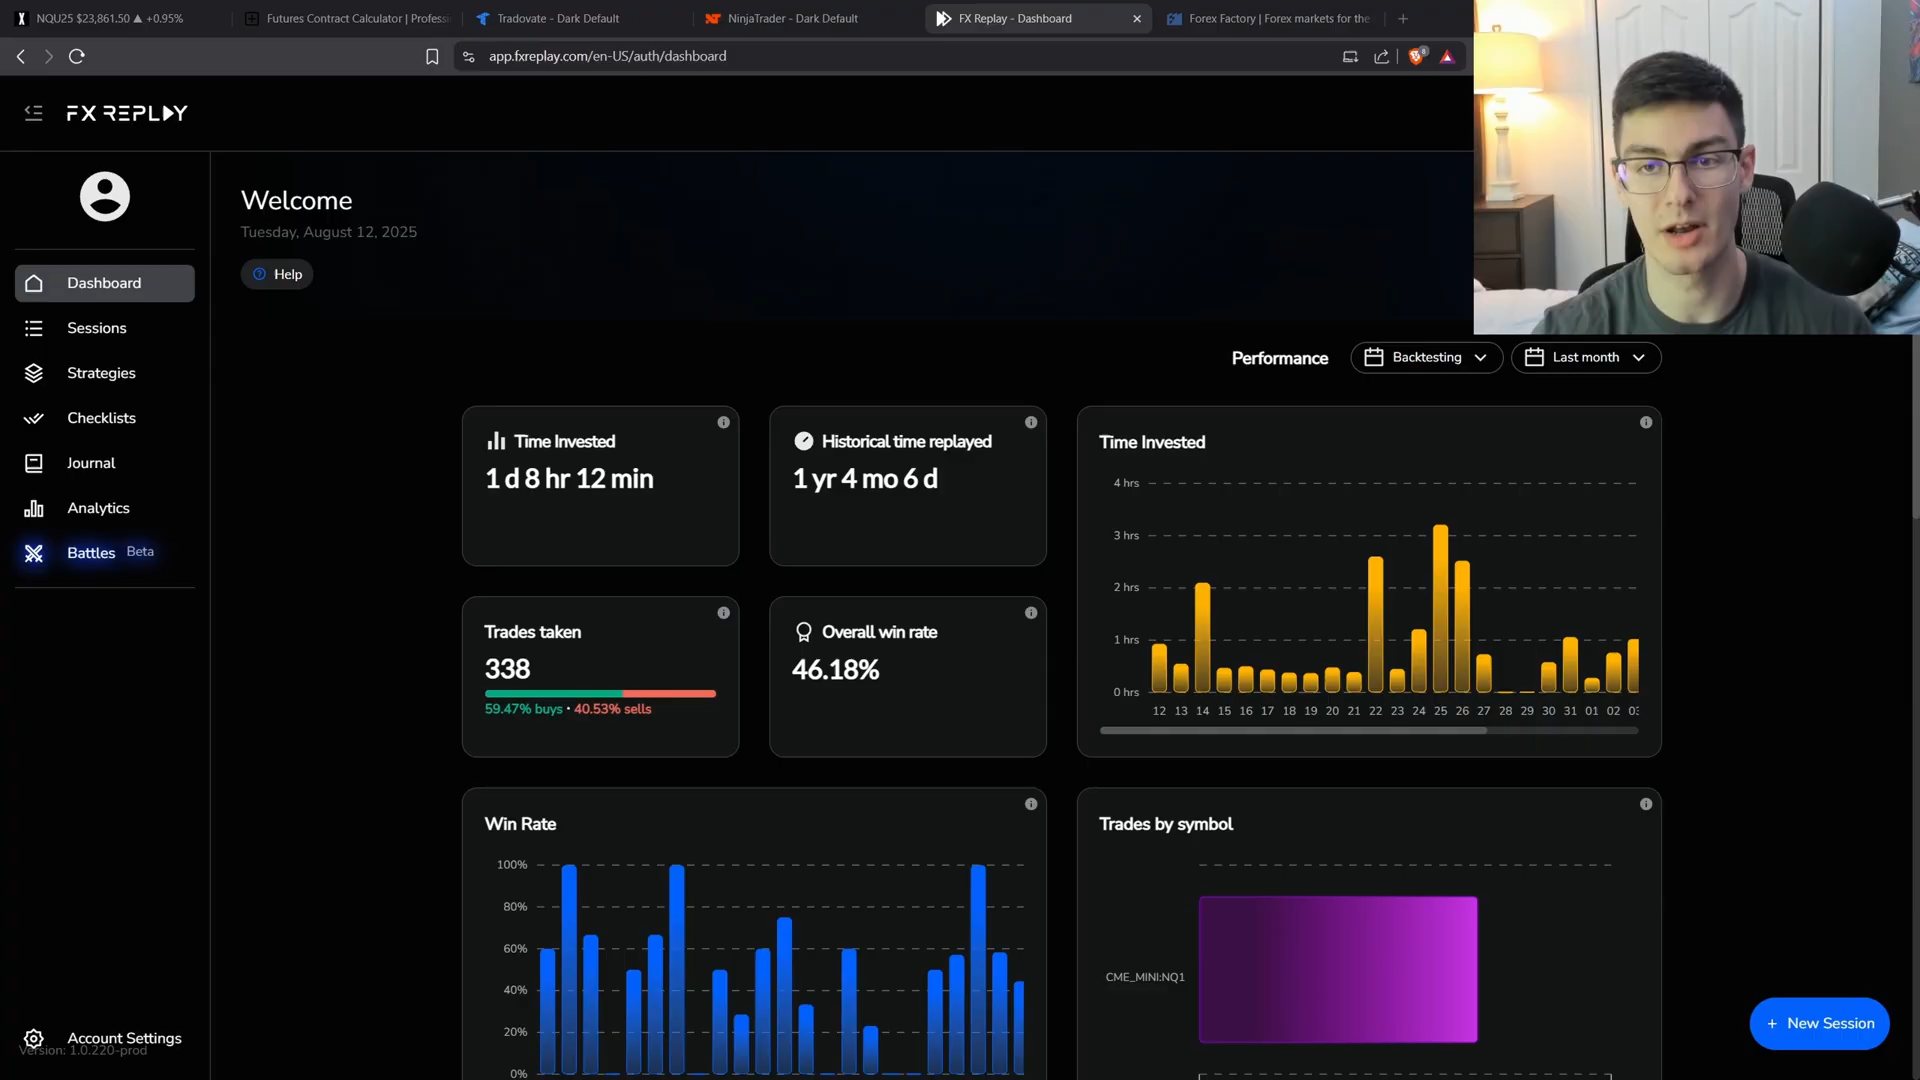 NQU25 $23,861.50 ▲ +0.95%
Futures Contract Calculator | Profess
Tradovate - Dark Default
NinjaTrader - Dark Default
FX Replay - Dashboard
Forex Factory | Forex markets for the
app.fxreplay.com/en-US/auth/dashboard
8
FX REPLAY
Welcome
Tuesday, August 12, 2025
Help
Dashboard
Sessions
Strategies
Checklists
Journal
Analytics
Battles Beta
Account Settings
Version: 1.0.220-prod
Performance
Backtesting
Last month
Time Invested
1 d 8 hr 12 min
Historical time replayed
1 yr 4 mo 6 d
Trades taken
338
59.47% buys • 40.53% sells
Overall win rate
46.18%
Time Invested
4 hrs
3 hrs
2 hrs
1 hrs
0 hrs
12 13 14 15 16 17 18 19 20 21 22 23 24 25 26 27 28 29 30 31 01 02 03
Win Rate
100%
80%
60%
40%
20%
0%
Trades by symbol
CME_MINI:NQ1
+ New Session